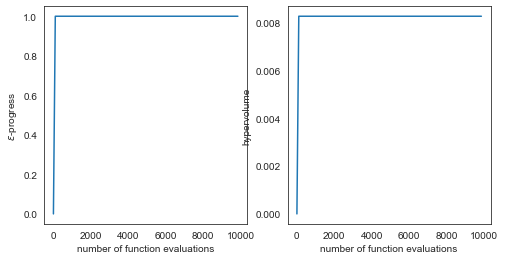 1.0
0.8
0.6
0.4
0.2
0.0
ε-progress
0 2000 4000 6000 8000 10000
number of function evaluations
0.008
0.006
0.004
0.002
0.000
hypervolume
0 2000 4000 6000 8000 10000
number of function evaluations